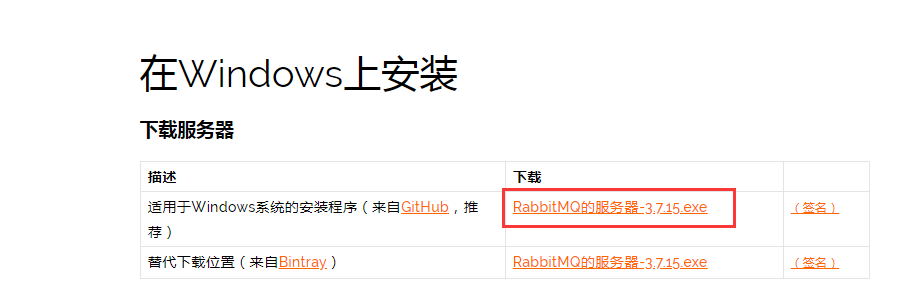 在Windows上安装
下载服务器
描述 下载
适用于Windows系统的安装程序（来自GitHub，推 RabbitMQ的服务器-3.7.15.exe （签名）
荐）
替代下载位置（来自Bintray） RabbitMQ的服务器-3.7.15.exe （签名）